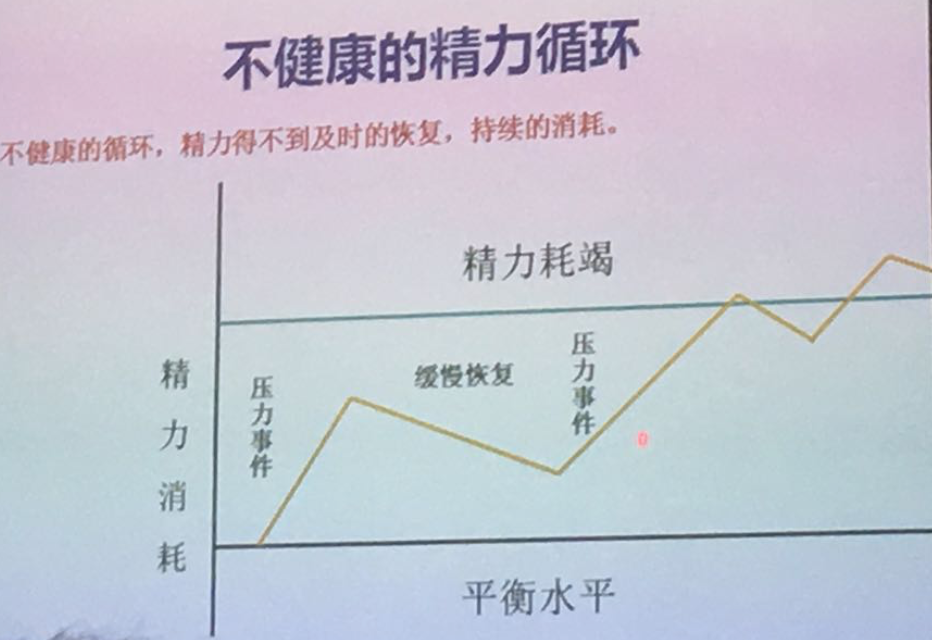 不健康的精力循环
不健康的循环，精力得不到及时的恢复，持续的消耗。
精力耗竭
精力消耗
压力事件
缓慢恢复
压力事件
平衡水平